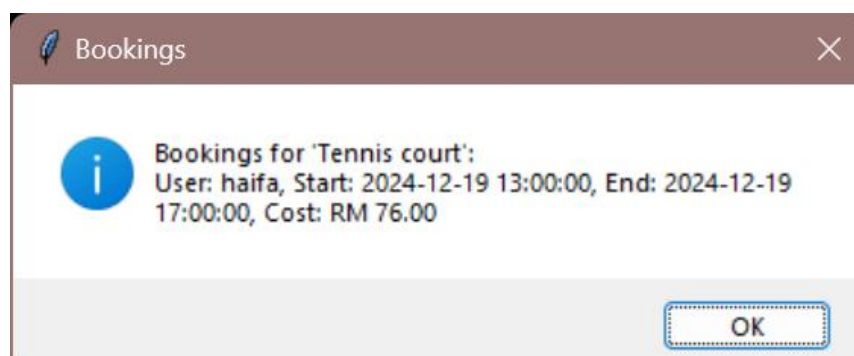 Bookings
Bookings for 'Tennis court':
User: haifa, Start: 2024-12-19 13:00:00, End: 2024-12-19
17:00:00, Cost: RM 76.00
OK